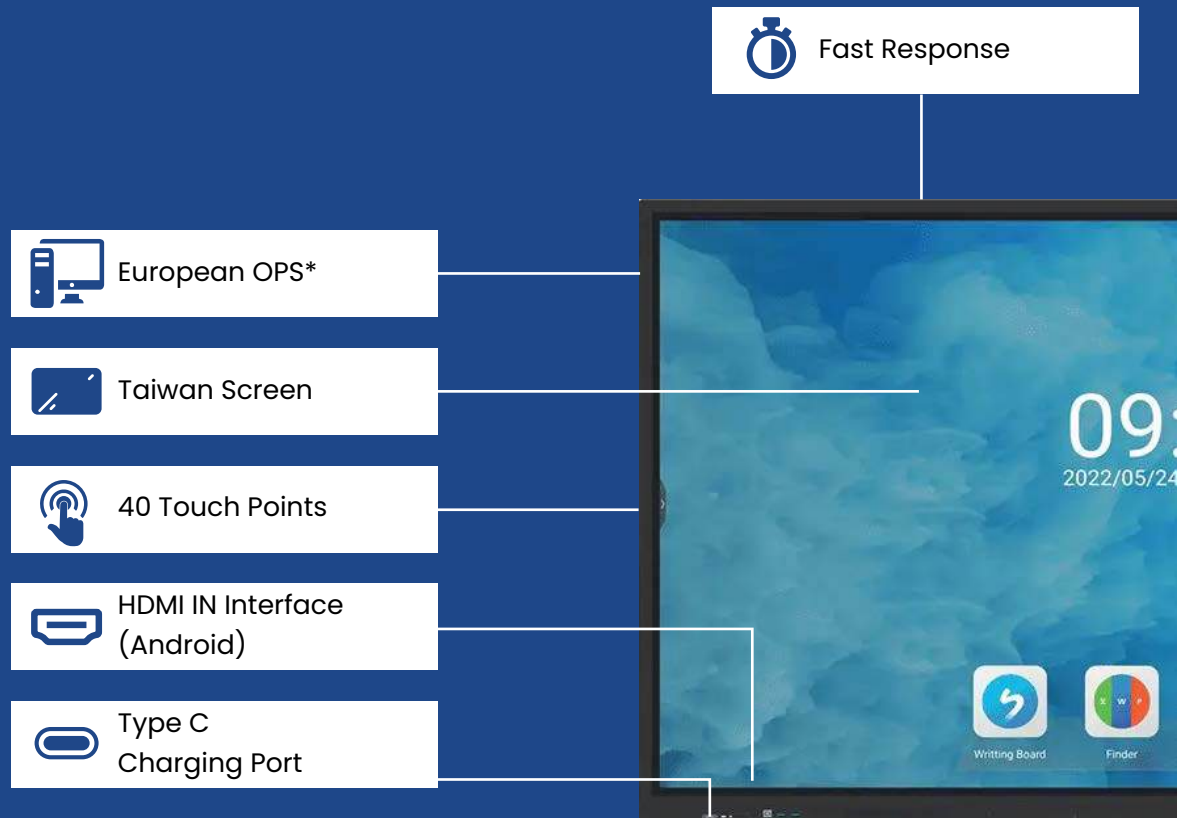 Fast Response
European OPS*
Taiwan Screen
40 Touch Points
HDMI IN Interface
(Android)
Type C
Charging Port
09:
2022/05/24
Writting Board
Finder
X W P